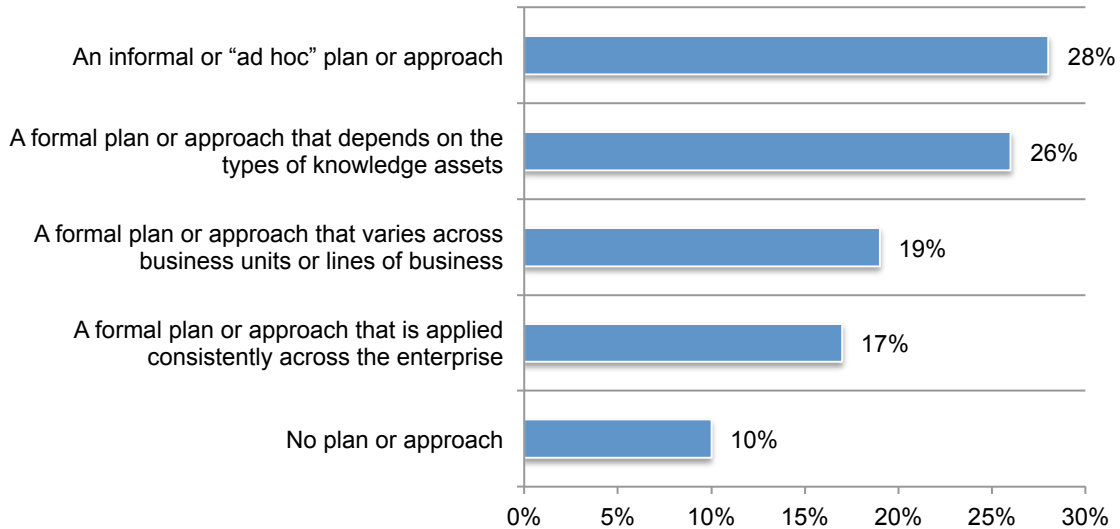 An informal or “ad hoc” plan or approach
28%
A formal plan or approach that depends on the
types of knowledge assets
26%
A formal plan or approach that varies across
business units or lines of business
19%
A formal plan or approach that is applied
consistently across the enterprise
17%
No plan or approach
10%
0% 5% 10% 15% 20% 25% 30%